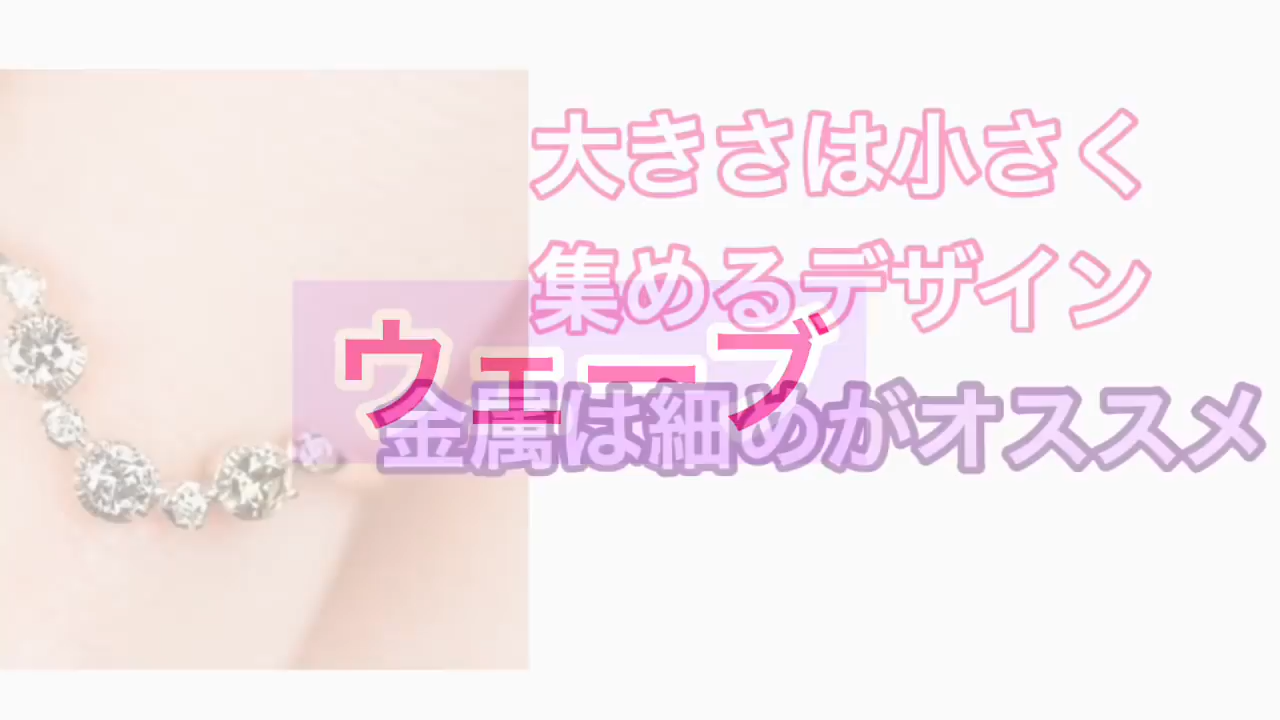 大きさは小さく
集めるデザイン
ウェーブ
金属は細めがオススメ